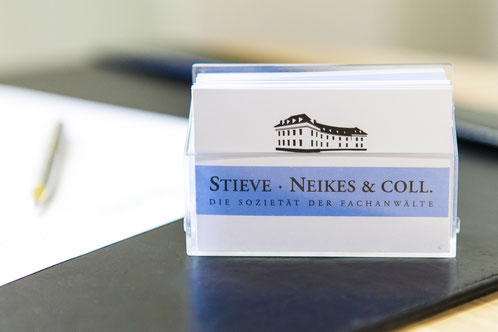 STIEVE · NEIKES & COLL.
DIE SOZIETÄT DER FACHANWÄLTE